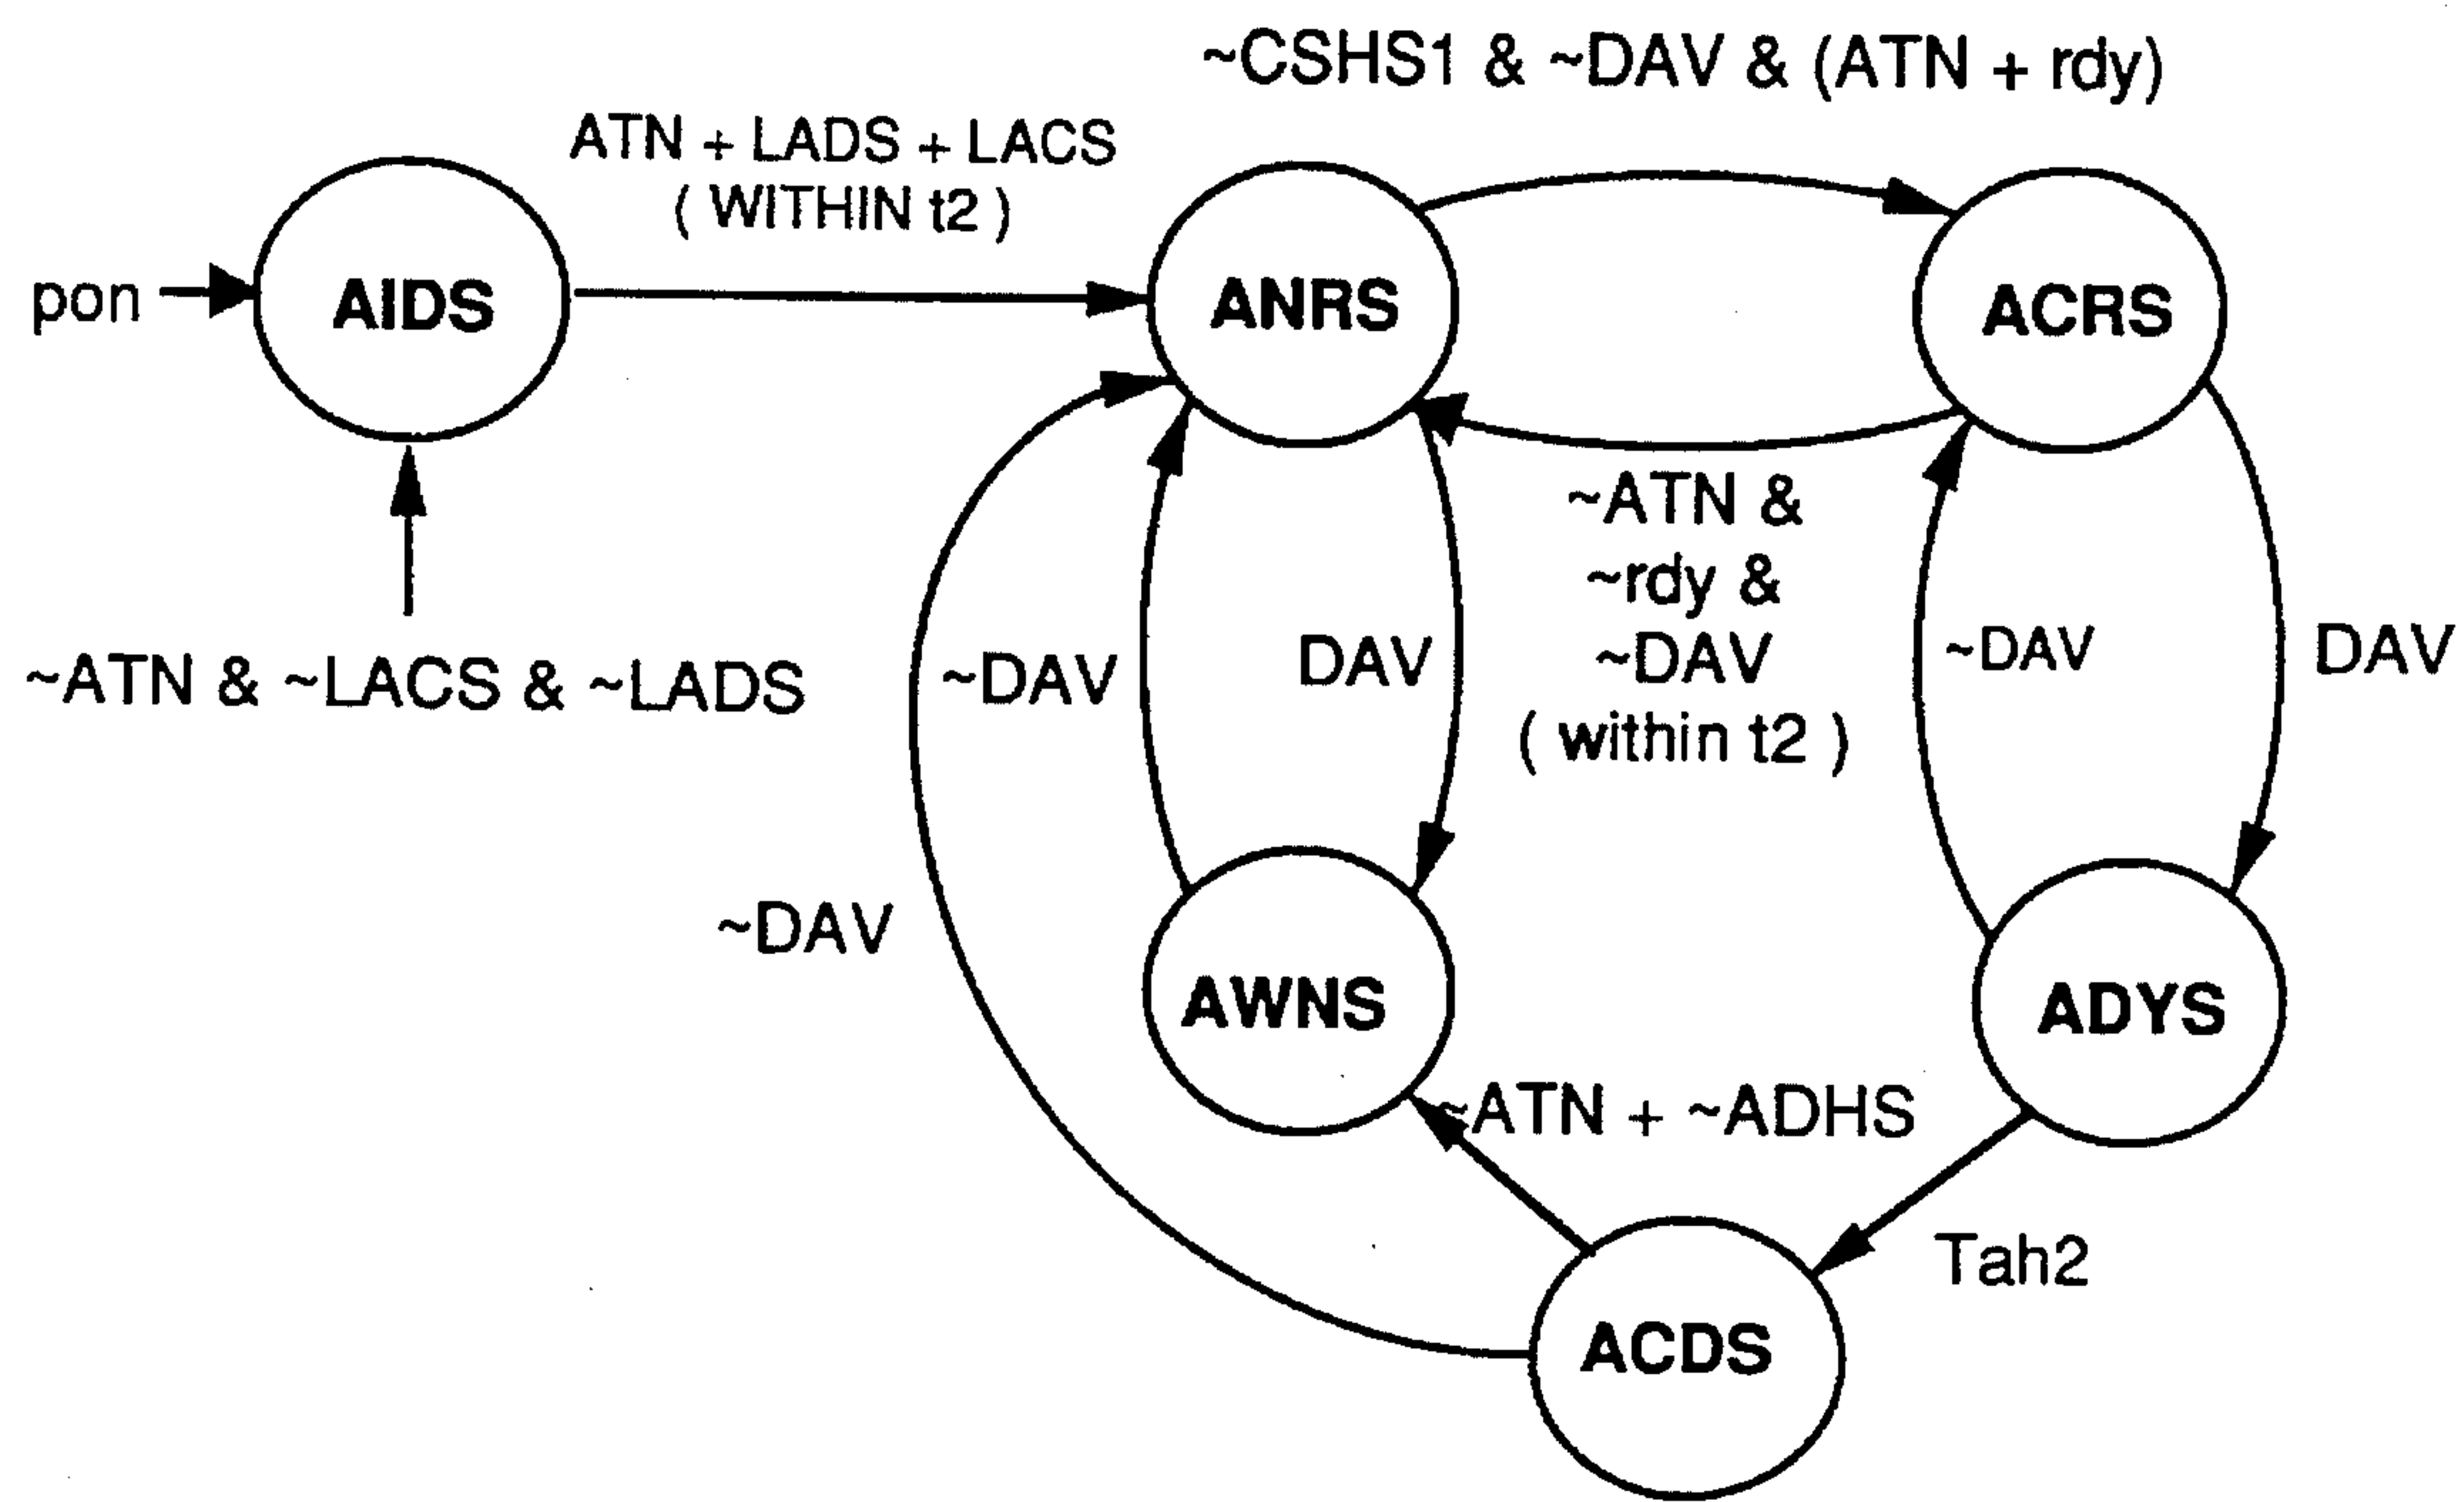 ~CSHS1 & ~DAV & (ATN + rdy)
ATN + LADS + LACS
( WITHIN t2 )
pon
AIDS
ANRS
ACRS
~ATN &
~rdy &
~DAV
( within t2 )
~ATN & ~LACS & ~LADS
~DAV
DAV
~DAV
DAV
~DAV
AWNS
ADYS
~ATN + ~ADHS
Tah2
ACDS